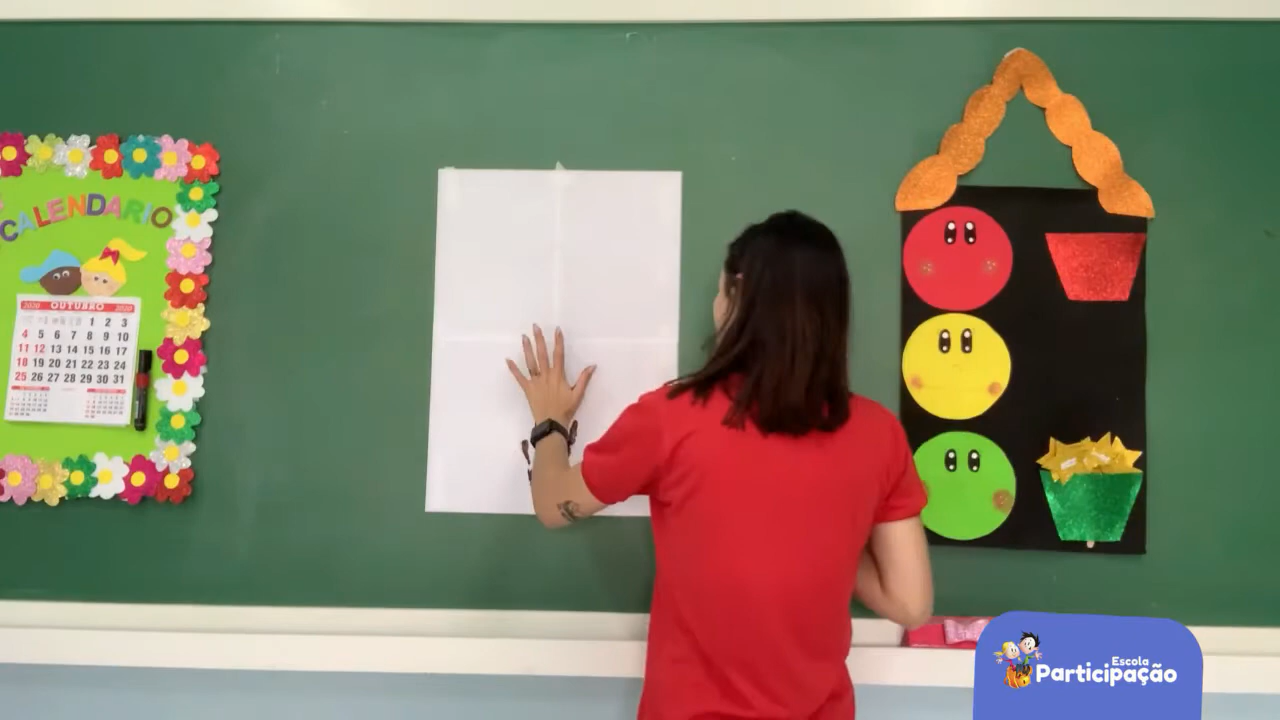 CALENDARIO
2020 OUTUBRO 2020
1 2 3
4 5 6 7 8 9 10
11 12 13 14 15 16 17
18 19 20 21 22 23 24
25 26 27 28 29 30 31
Escola
Participação